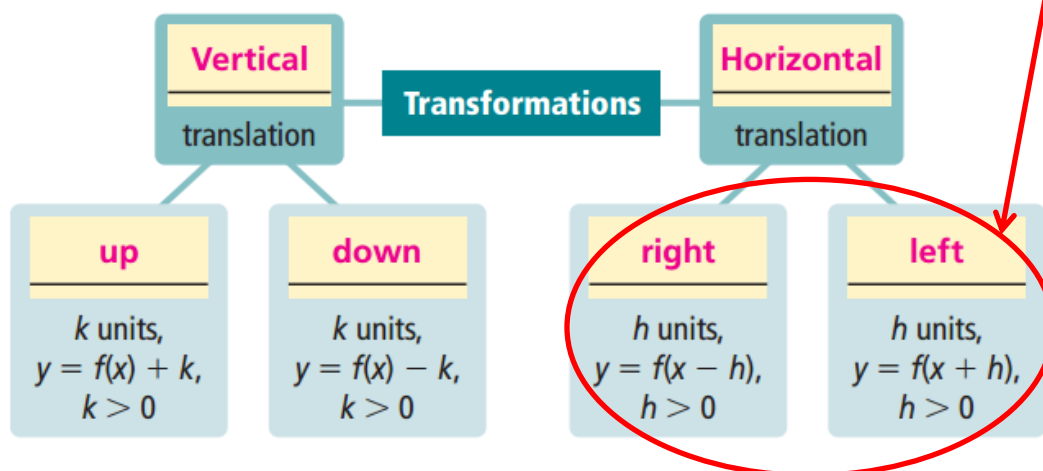 Vertical
translation
Transformations
Horizontal
translation
up
k units,
y = f(x) + k,
k > 0
down
k units,
y = f(x) − k,
k > 0
right
h units,
y = f(x − h),
h > 0
left
h units,
y = f(x + h),
h > 0